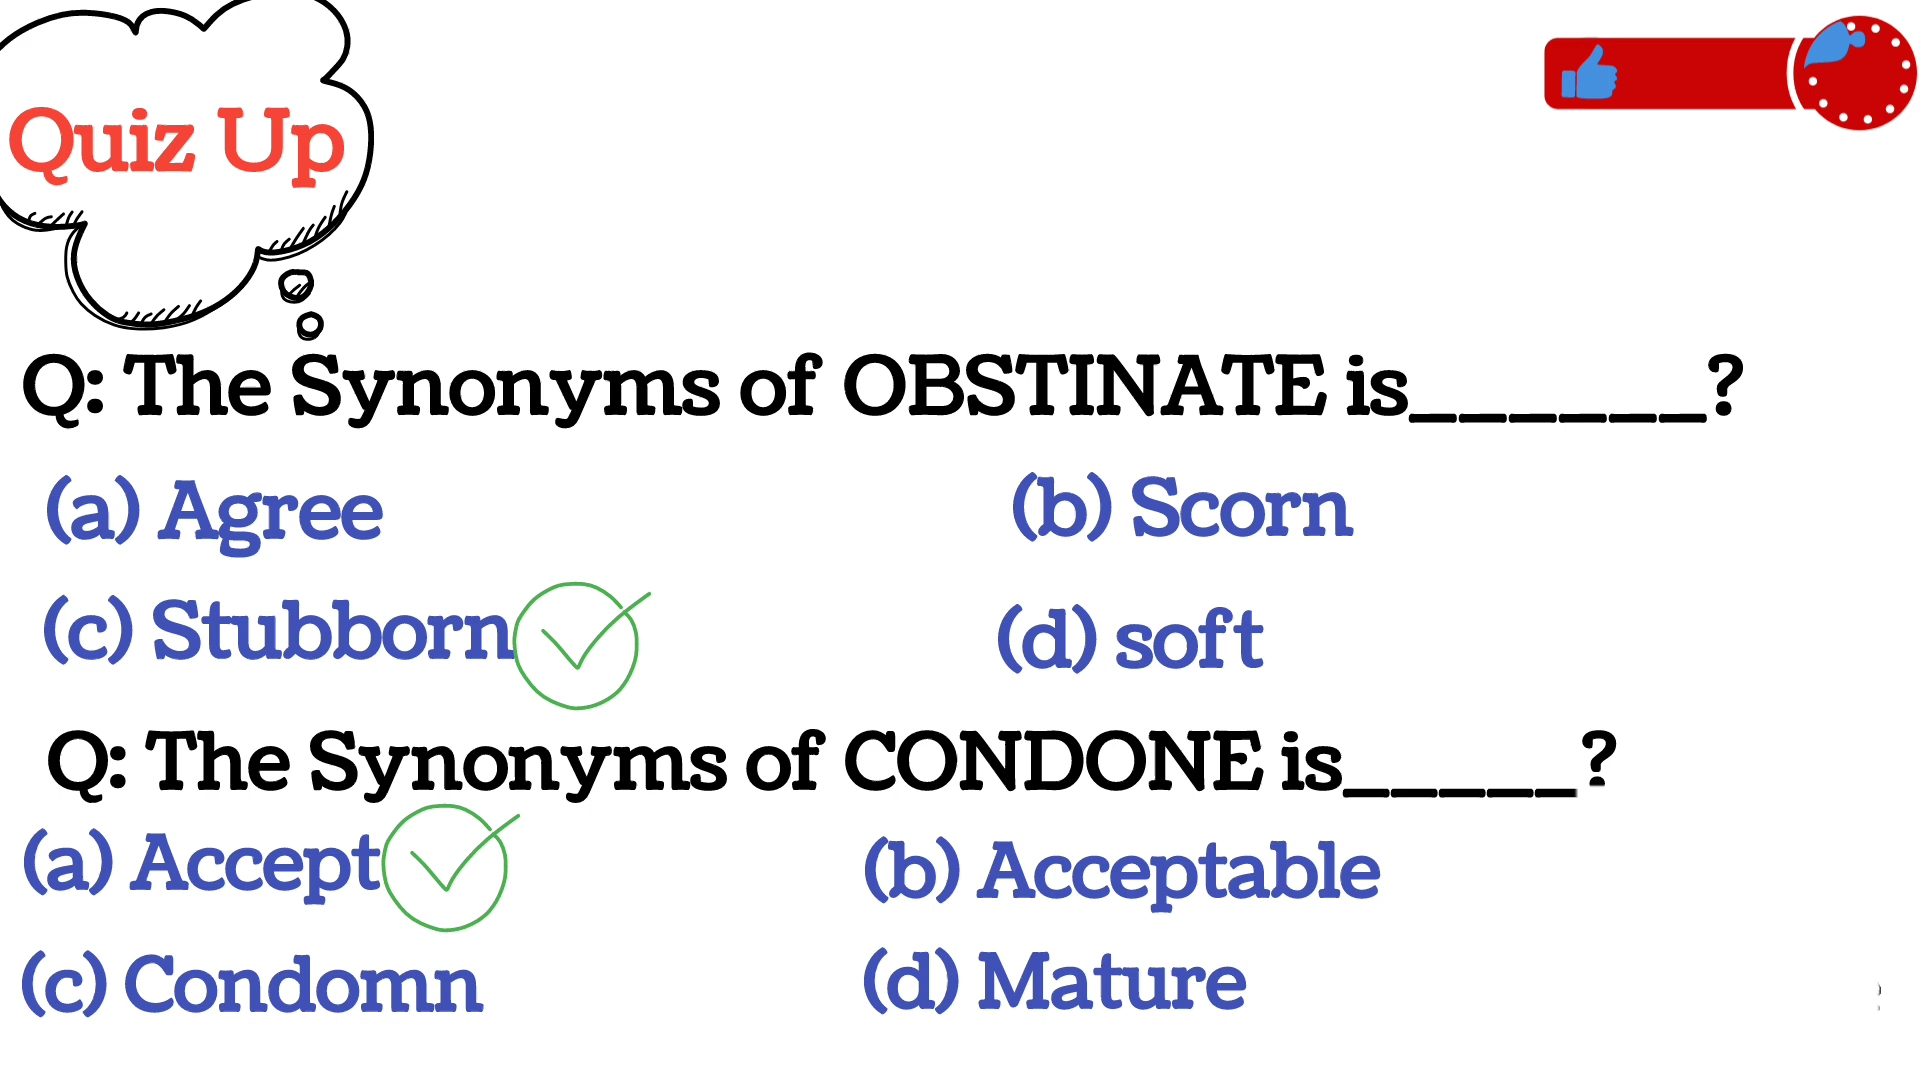 Quiz Up
Q: The Synonyms of OBSTINATE is______?
(a) Agree (b) Scorn
(c) Stubborn (d) soft
Q: The Synonyms of CONDONE is_____?
(a) Accept (b) Acceptable
(c) Condomn (d) Mature